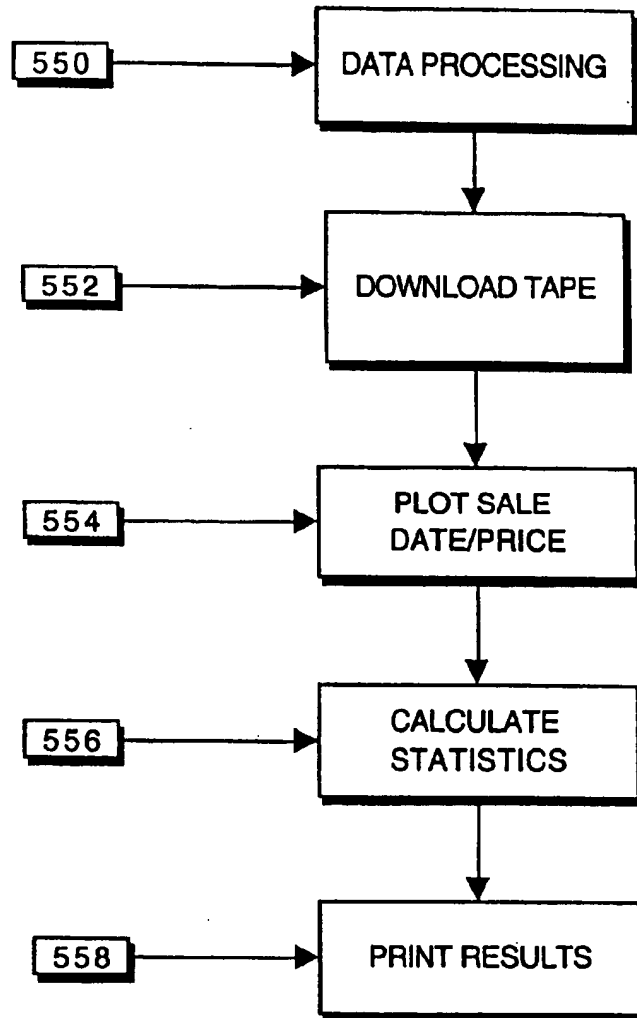 550
DATA PROCESSING
552
DOWNLOAD TAPE
554
PLOT SALE
DATE/PRICE
556
CALCULATE
STATISTICS
558
PRINT RESULTS